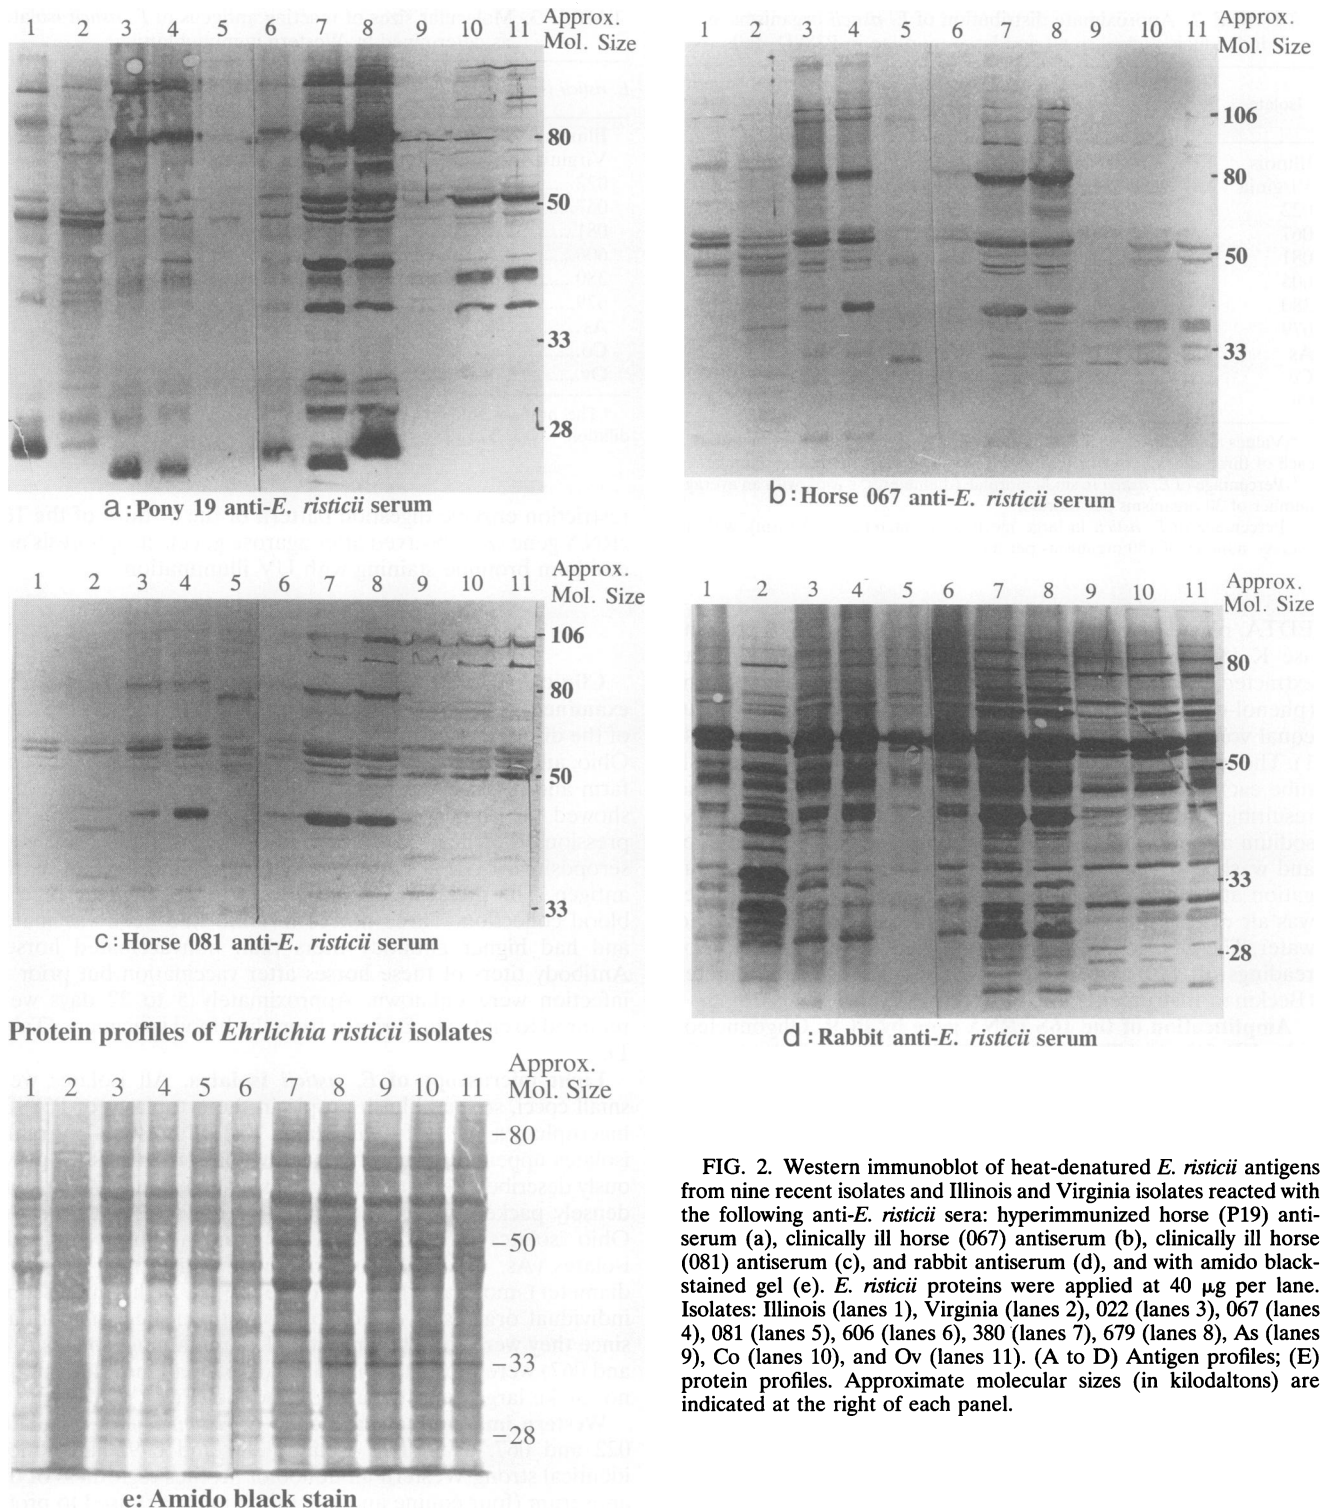 1 2 3 4 5 6 7 8 9 10 11 Approx.
Mol. Size
80
50
33
28
a:Pony 19 anti-E. risticii serum
1 2 3 4 5 6 7 8 9 10 11 Approx.
Mol. Size
106
80
50
33
b:Horse 067 anti-E. risticii serum
1 2 3 4 5 6 7 8 9 10 11 Approx.
Mol. Size
106
80
50
33
c:Horse 081 anti-E. risticii serum
1 2 3 4 5 6 7 8 9 10 11 Approx.
Mol. Size
80
50
33
28
d:Rabbit anti-E. risticii serum
Protein profiles of Ehrlichia risticii isolates
1 2 3 4 5 6 7 8 9 10 11 Approx.
Mol. Size
80
50
33
28
e: Amido black stain
FIG. 2. Western immunoblot of heat-denatured E. risticii antigens
from nine recent isolates and Illinois and Virginia isolates reacted with
the following anti-E. risticii sera: hyperimmunized horse (P19) anti-
serum (a), clinically ill horse (067) antiserum (b), clinically ill horse
(081) antiserum (c), and rabbit antiserum (d), and with amido black-
stained gel (e). E. risticii proteins were applied at 40 μg per lane.
Isolates: Illinois (lanes 1), Virginia (lanes 2), 022 (lanes 3), 067 (lanes
4), 081 (lanes 5), 606 (lanes 6), 380 (lanes 7), 679 (lanes 8), As (lanes
9), Co (lanes 10), and Ov (lanes 11). (A to D) Antigen profiles; (E)
protein profiles. Approximate molecular sizes (in kilodaltons) are
indicated at the right of each panel.